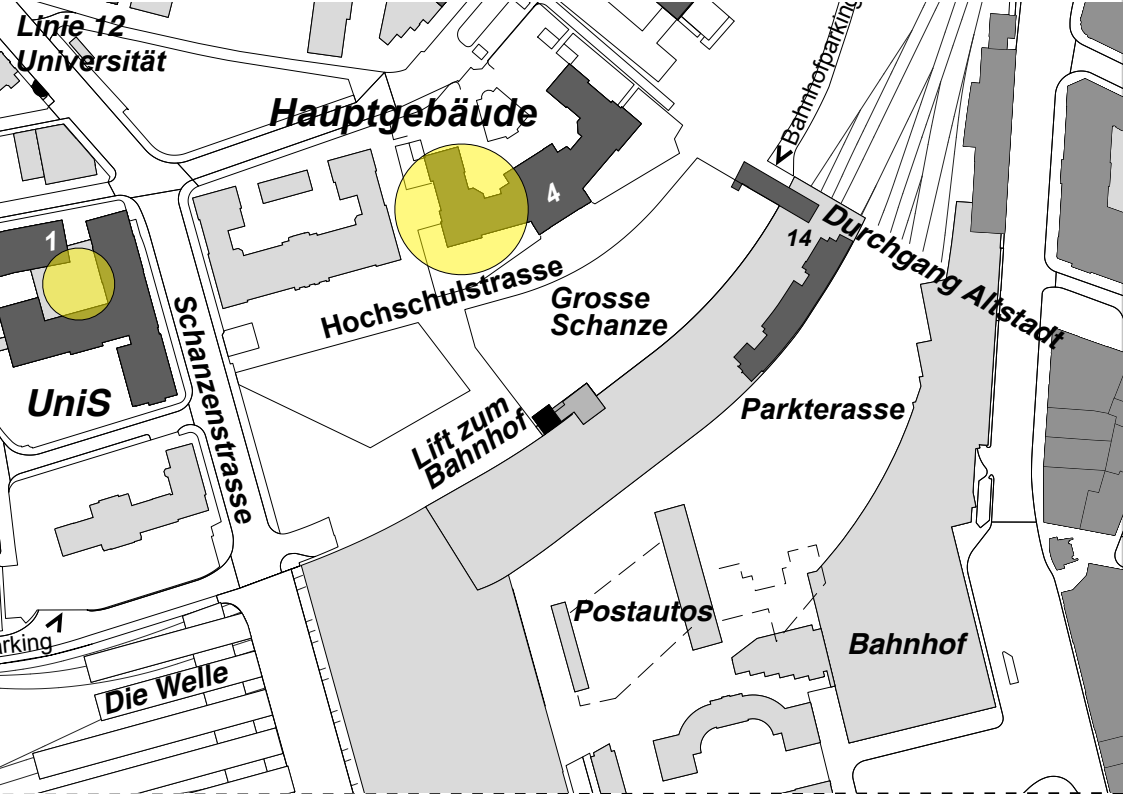 Linie 12
Universität
Bahnhofparking
Hauptgebäude
4
1
14
Durchgang Altstadt
Hochschulstrasse
Grosse
Schanze
Schanzenstrasse
UniS
Lift zum
Bahnhof
Parkterasse
Postautos
Bahnhof
rking
Die Welle